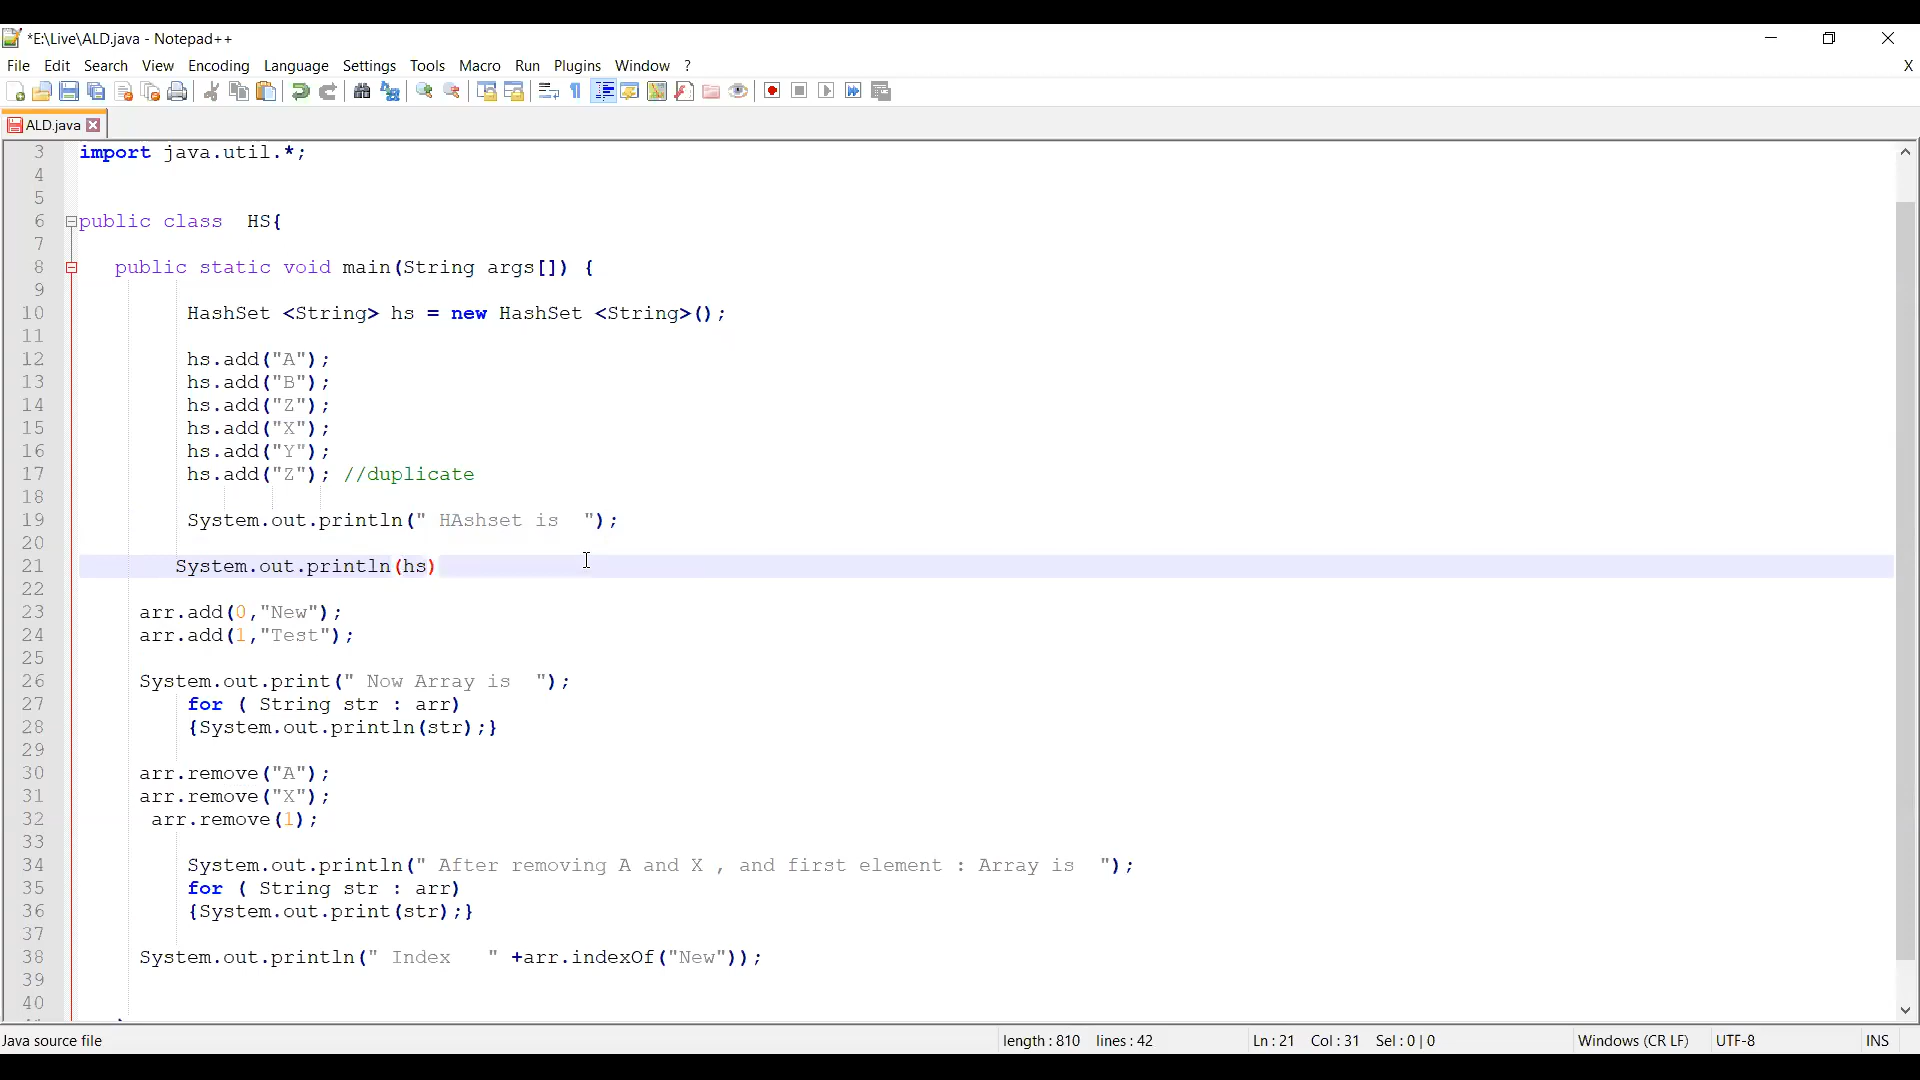 *E:\Live\ALD.java - Notepad++
File Edit Search View Encoding Language Settings Tools Macro Run Plugins Window ? X
ALD.java
3 import java.util.*;
4
5
6 public class  HS{
7
8 public static void main(String args[]) {
9
10 HashSet <String> hs = new HashSet <String>();
11
12 hs.add("A");
13 hs.add("B");
14 hs.add("Z");
15 hs.add("X");
16 hs.add("Y");
17 hs.add("Z"); //duplicate
18
19 System.out.println(" HAshset is  ");
20
21 System.out.println(hs)
22
23 arr.add(0,"New");
24 arr.add(1,"Test");
25
26 System.out.print(" Now Array is  ");
27 for ( String str : arr)
28 {System.out.println(str);}
29
30 arr.remove("A");
31 arr.remove("X");
32 arr.remove(1);
33
34 System.out.println(" After removing A and X , and first element : Array is  ");
35 for ( String str : arr)
36 {System.out.print(str);}
37
38 System.out.println(" Index   " +arr.indexOf("New"));
39
40
Java source file length : 810 lines : 42 Ln : 21 Col : 31 Sel : 0 | 0 Windows (CR LF) UTF-8 INS